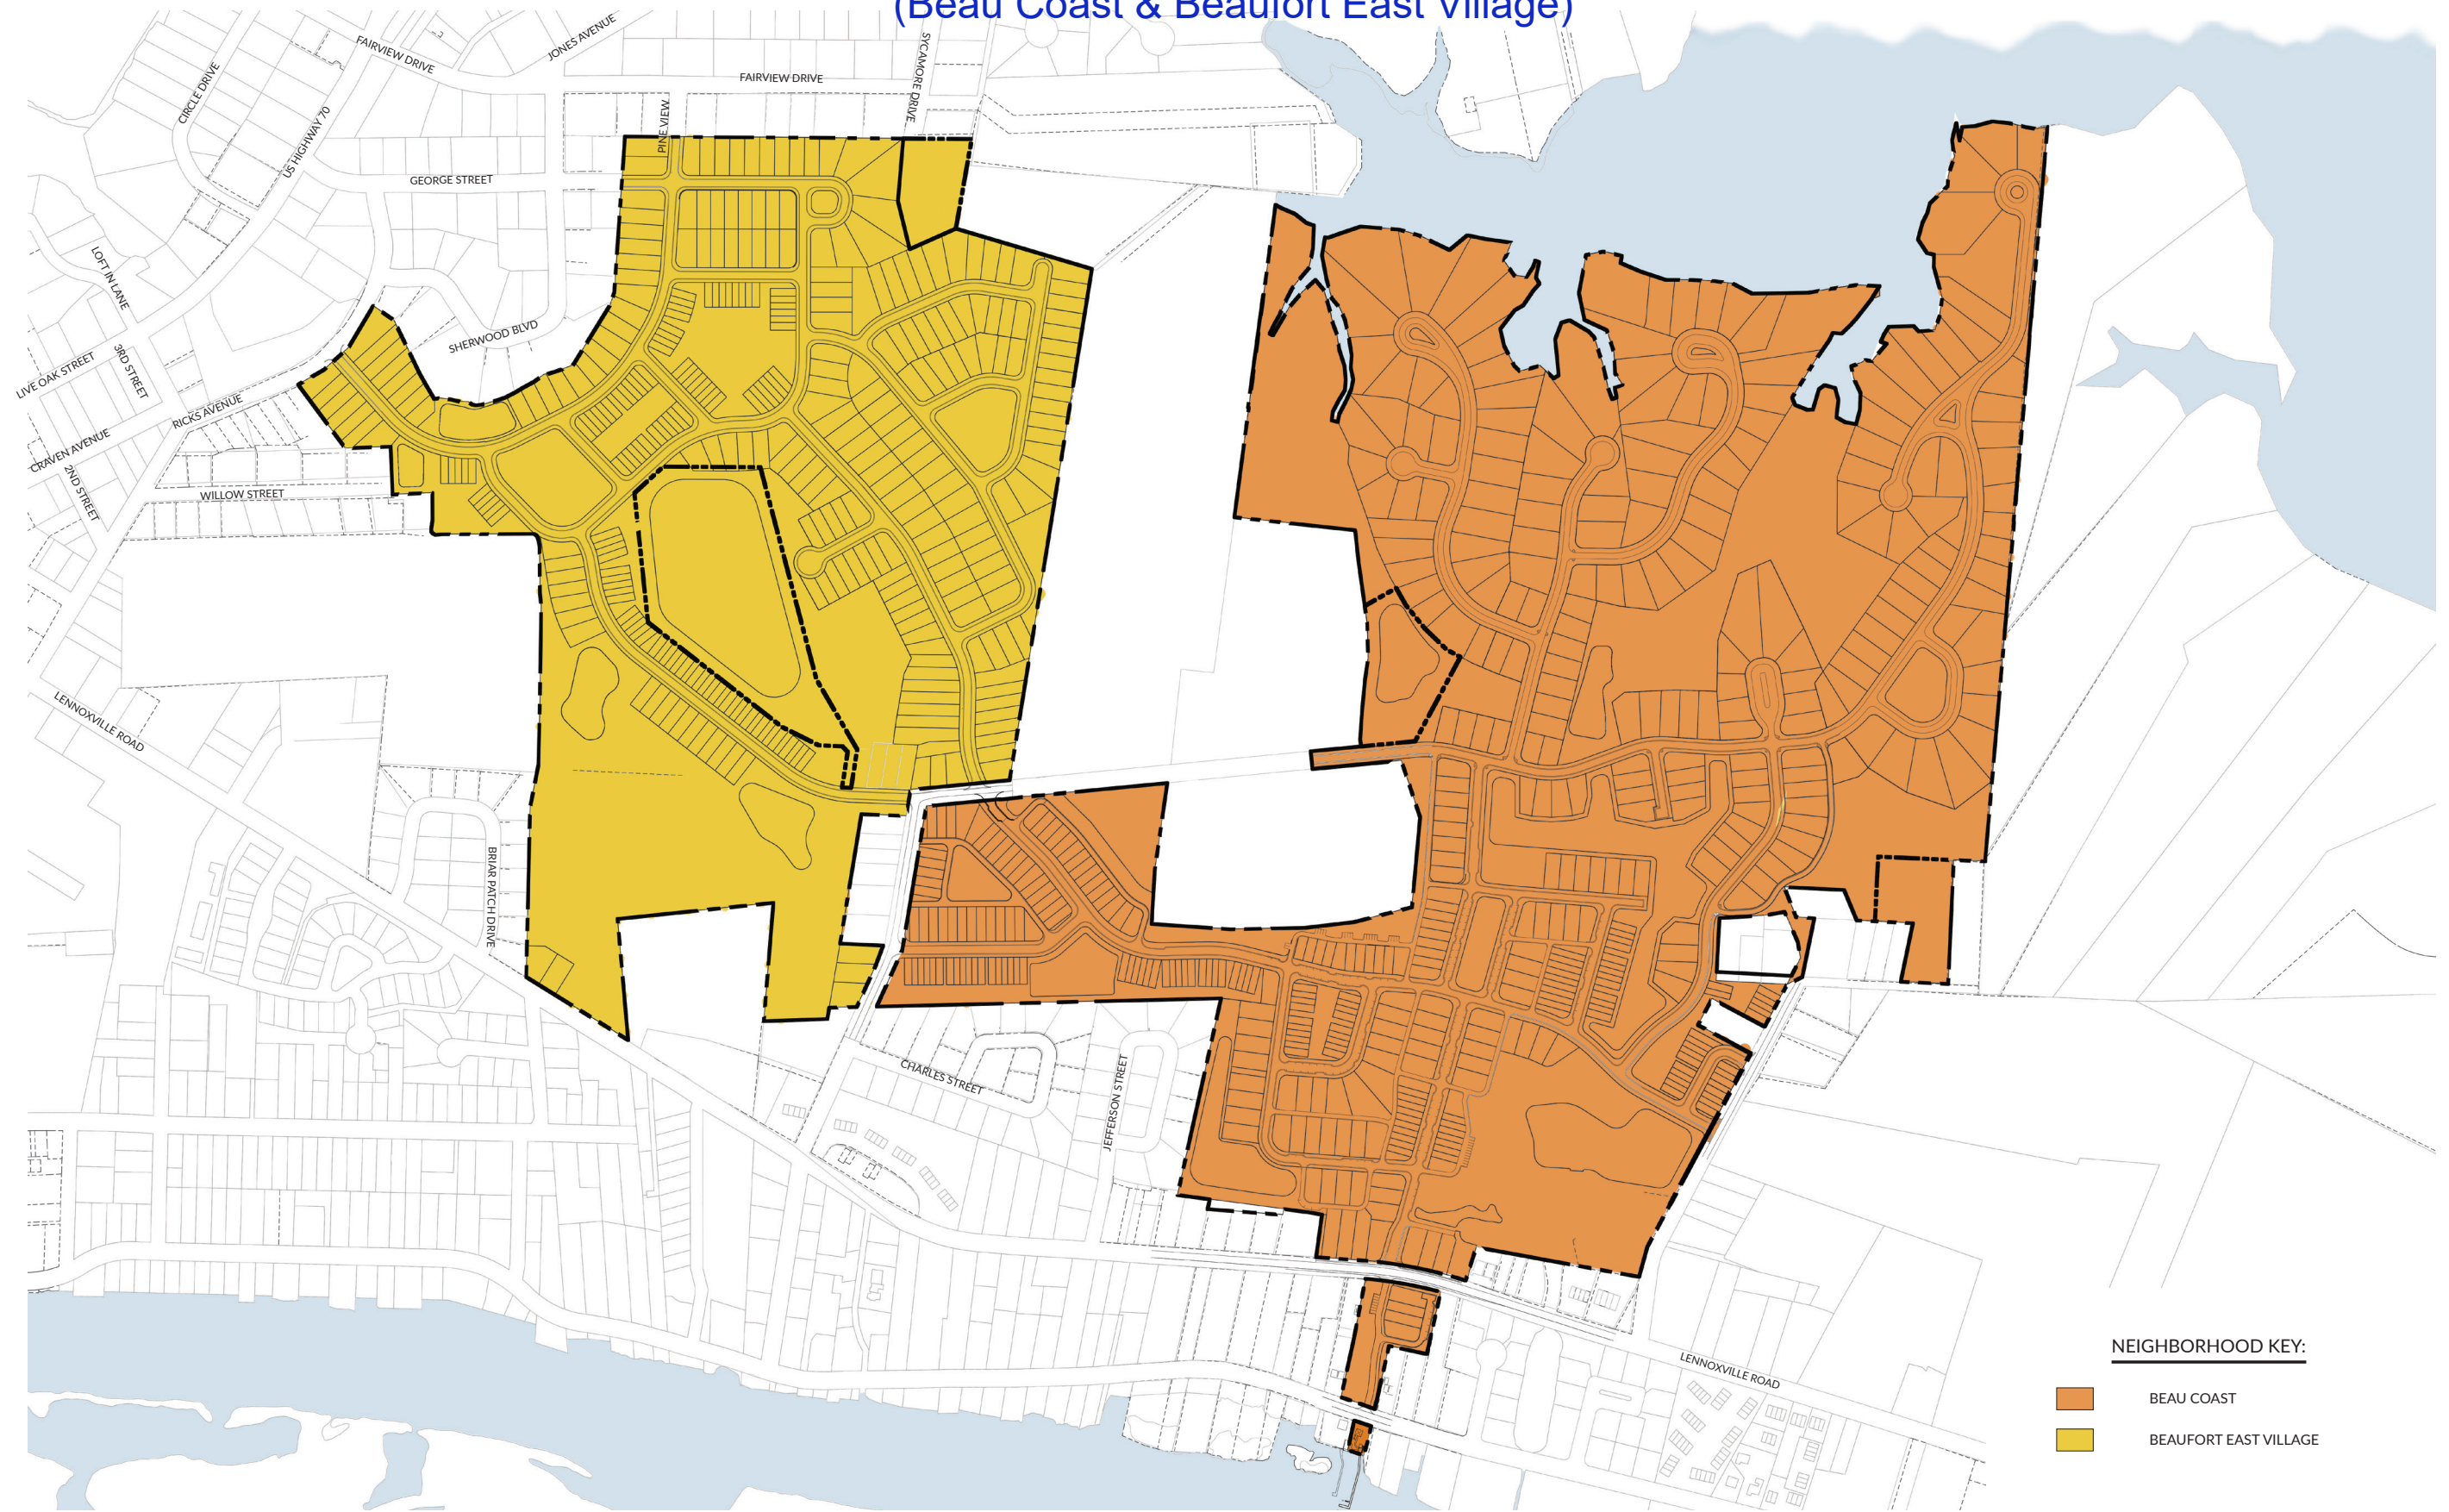 (Beau Coast & Beaufort East Village)
FAIRVIEW DRIVE
JONES AVENUE
SYCAMORE DRIVE
CIRCLE DRIVE
FAIRVIEW DRIVE
PINE VIEW
US HIGHWAY 70
GEORGE STREET
LOFT IN LANE
SHERWOOD BLVD
LIVE OAK STREET
3RD STREET
RICKS AVENUE
CRAVEN AVENUE
2ND STREET
WILLOW STREET
LENNOXVILLE ROAD
BRIAR PATCH DRIVE
CHARLES STREET
JEFFERSON STREET
LENNOXVILLE ROAD
NEIGHBORHOOD KEY:
BEAU COAST
BEAUFORT EAST VILLAGE